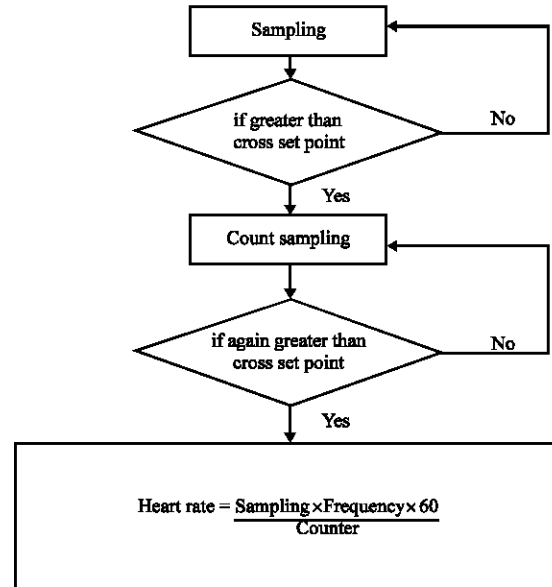 Sampling
if greater than
cross set point
No
Yes
Count sampling
if again greater than
cross set point
No
Yes
Heart rate = Sampling×Frequency×60
Counter